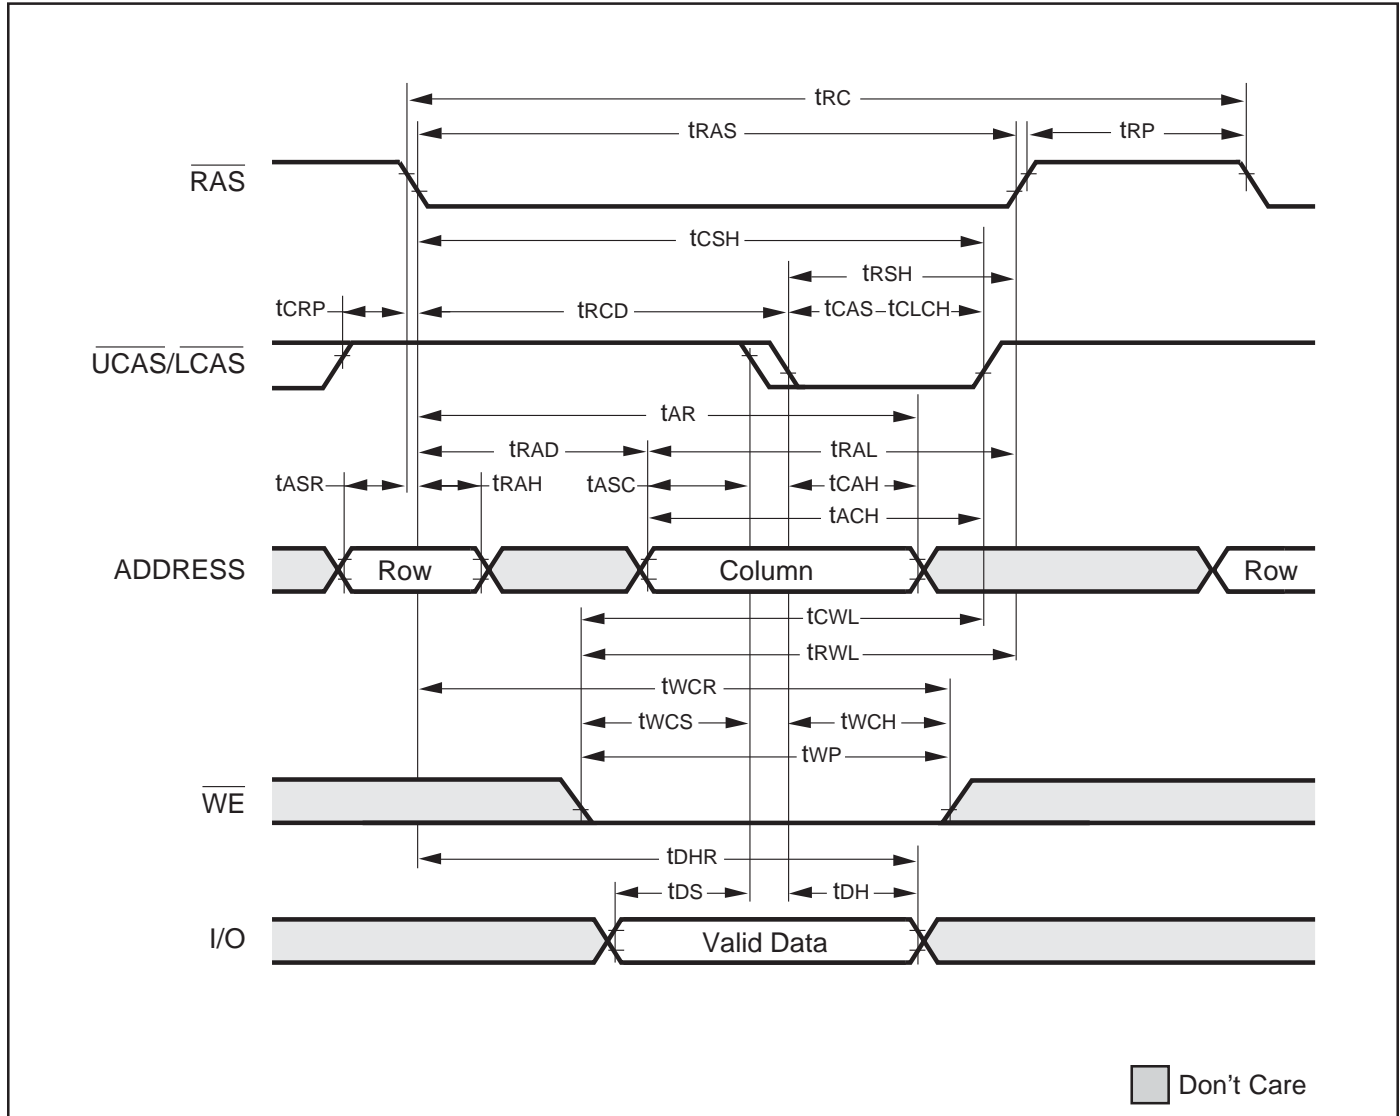 tRC
tRAS tRP
RAS
tCSH
tRSH
tCRP tRCD tCAS tCLCH
UCAS/LCAS
tAR
tRAD tRAL
tASR tRAH tASC tCAH
tACH
ADDRESS Row Column Row
tCWL
tRWL
tWCR
tWCS tWCH
tWP
WE
tDHR
tDS tDH
I/O Valid Data
Don't Care